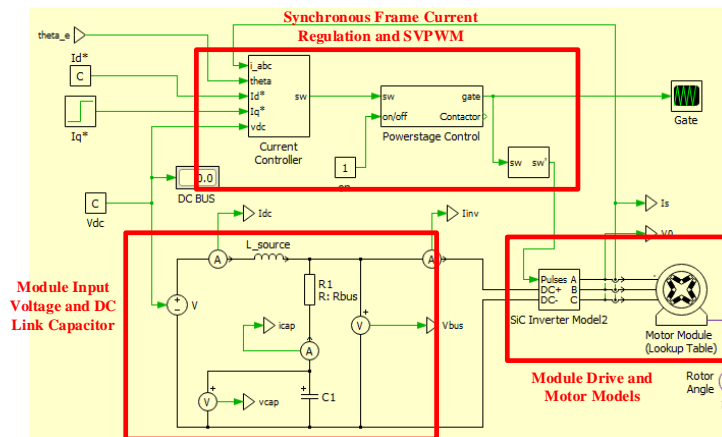 Synchronous Frame Current
Regulation and SVPWM
theta_e
Id*
C
Iq*
i_abc
theta
Id*
Iq*
vdc
sw
Current
Controller
sw
on/off
gate
Contactor
Powerstage Control
1
sw
sw'
Gate
0.0
DC BUS
C
Vdc
Idc
Iinv
Is
A
L_source
A
Module Input
Voltage and DC
Link Capacitor
V
R1
R: Rbus
icap
A
V
Vbus
V
vcap
C1
Pulses A
DC+ B
DC- C
SiC Inverter Model2
Motor Module
(Lookup Table)
Module Drive and
Motor Models
Rotor
Angle